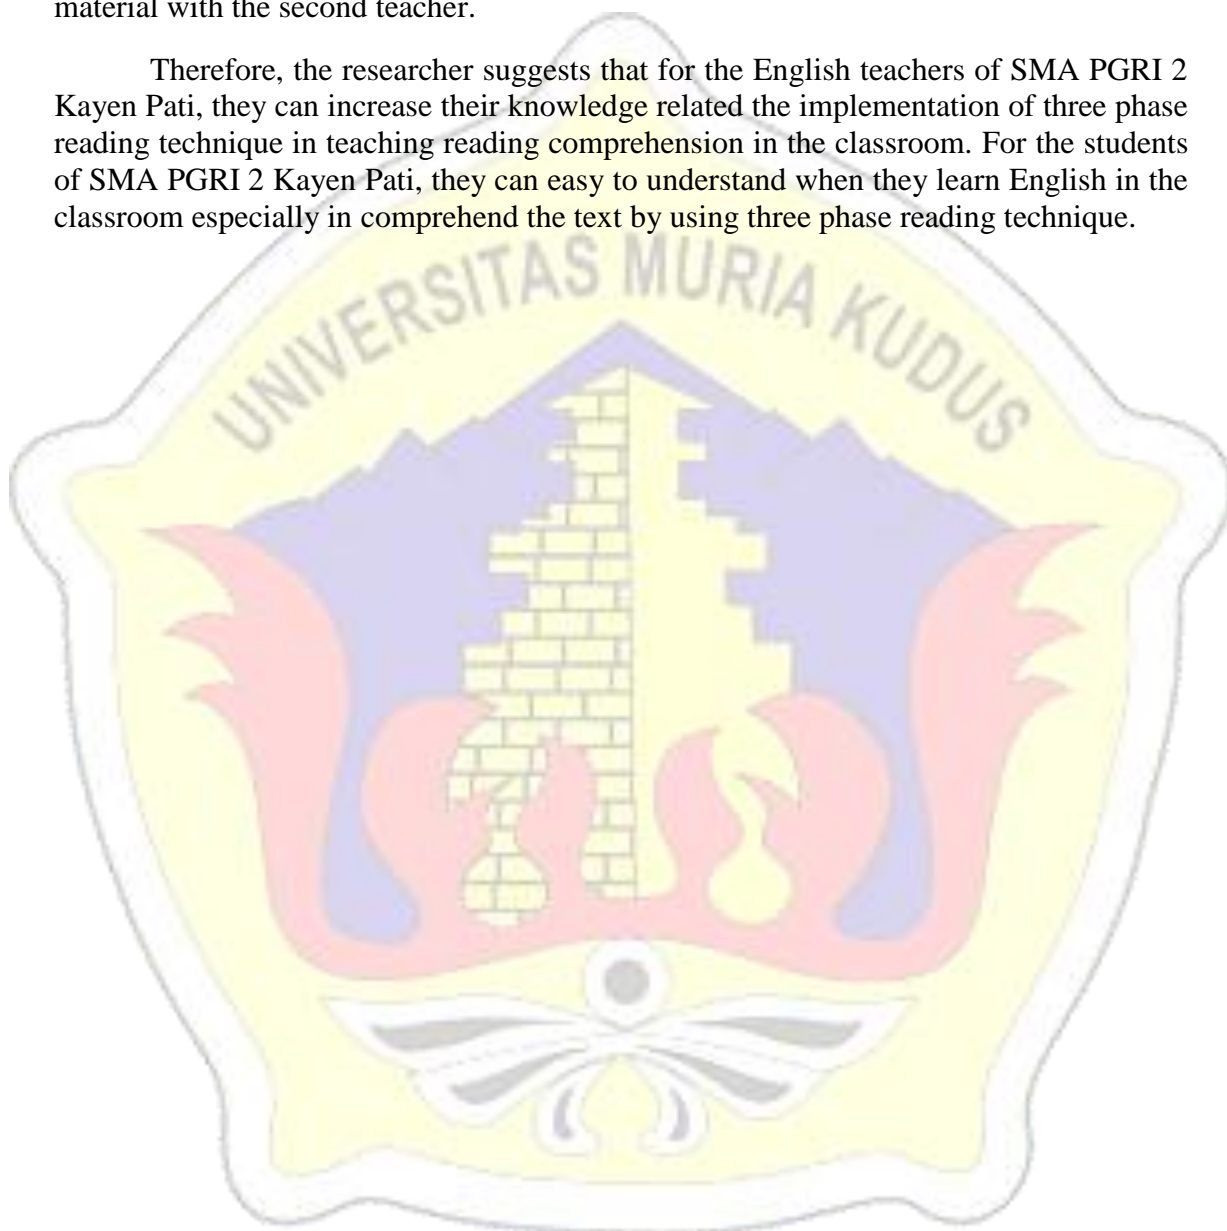 material with the second teacher.
Therefore, the researcher suggests that for the English teachers of SMA PGRI 2
Kayen Pati, they can increase their knowledge related the implementation of three phase
reading technique in teaching reading comprehension in the classroom. For the students
of SMA PGRI 2 Kayen Pati, they can easy to understand when they learn English in the
classroom especially in comprehend the text by using three phase reading technique.
UNIVERSITAS MURIA KUDUS